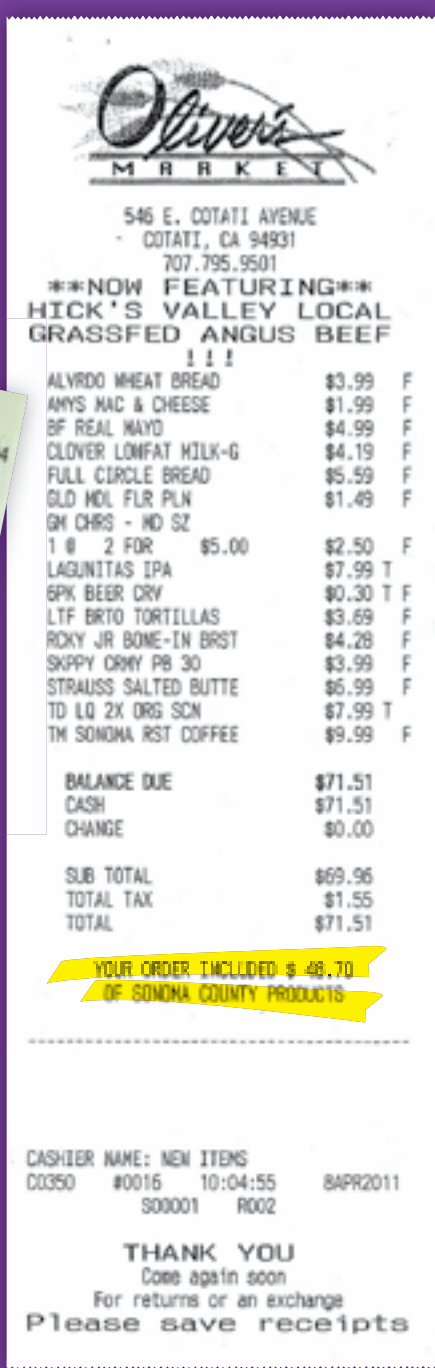 Oliver's
MARKET
546 E. COTATI AVENUE
COTATI, CA 94931
707.795.9501
**NOW FEATURING**
HICK'S VALLEY LOCAL
GRASSFED ANGUS BEEF
!!!
ALVRDO WHEAT BREAD $3.99 F
AMYS MAC & CHEESE $1.99 F
BF REAL MAYO $4.99 F
CLOVER LOWFAT MILK-G $4.19 F
FULL CIRCLE BREAD $5.59 F
GLD MDL FLR PLN $1.49 F
GM CHRS - MD SZ
1 @ 2 FOR $5.00 $2.50 F
LAGUNITAS IPA $7.99 T
6PK BEER CRV $0.30 T F
LTF BRTO TORTILLAS $3.69 F
RCKY JR BONE-IN BRST $4.28 F
SKPPY CRMY PB 30 $3.99 F
STRAUSS SALTED BUTTE $6.99 F
TD LQ 2X ORG SCN $7.99 T
TM SONOMA RST COFFEE $9.99 F
BALANCE DUE $71.51
CASH $71.51
CHANGE $0.00
SUB TOTAL $69.96
TOTAL TAX $1.55
TOTAL $71.51
YOUR ORDER INCLUDED $ 48.70
OF SONOMA COUNTY PRODUCTS
CASHIER NAME: NEW ITEMS
C0350 #0016 10:04:55 8APR2011
S00001 R002
THANK YOU
Come again soon
For returns or an exchange
Please save receipts